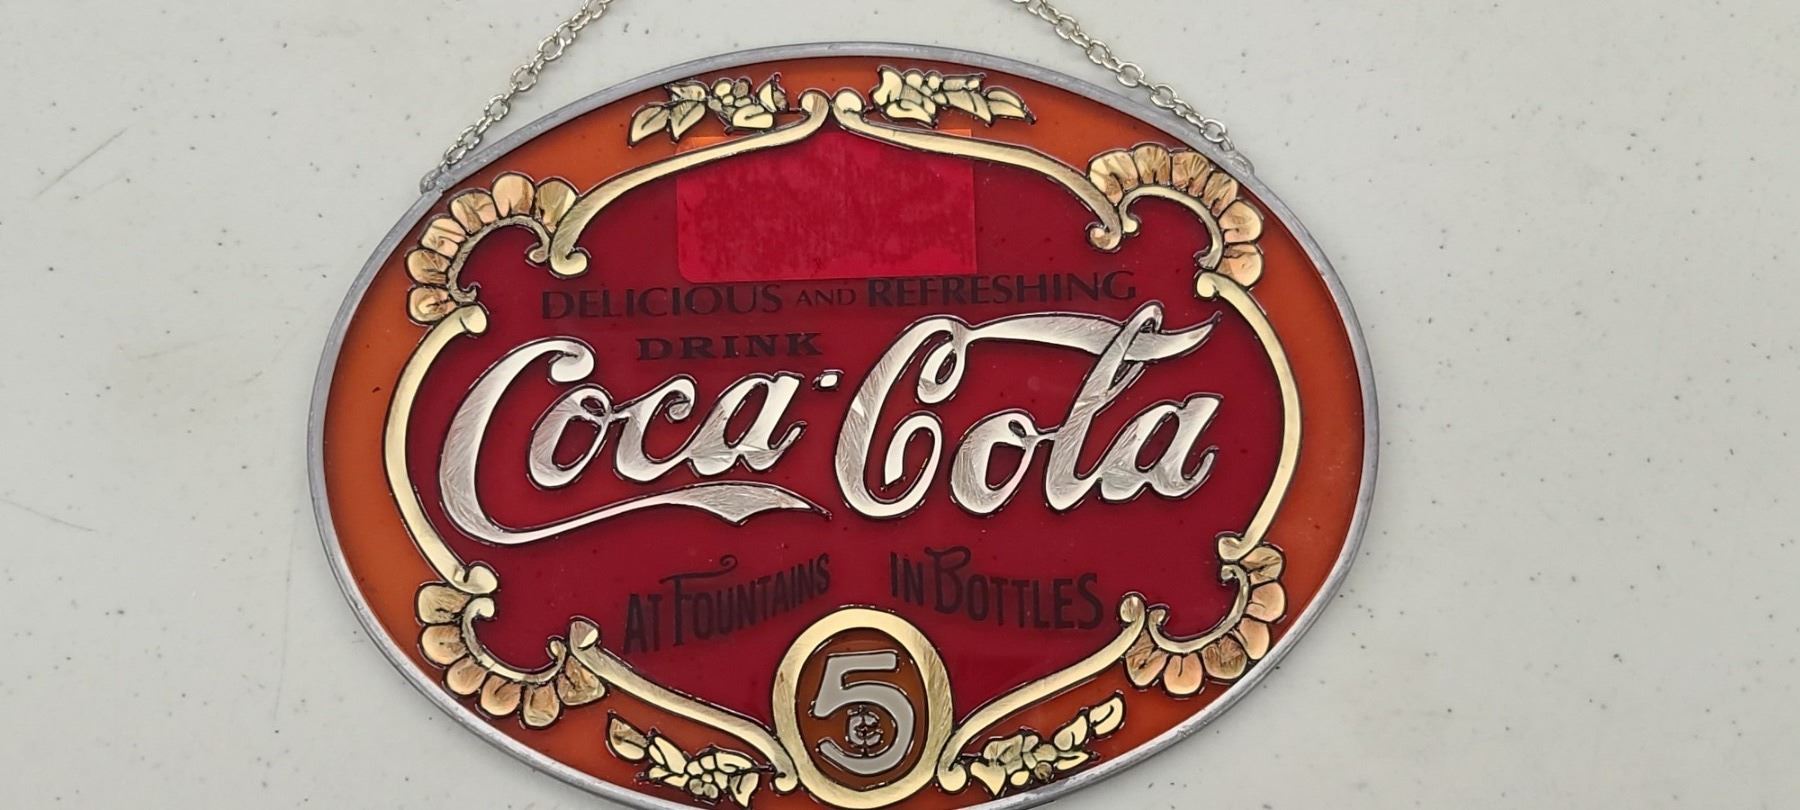 DELICIOUS AND REFRESHING
DRINK
Coca-Cola
AT FOUNTAINS IN BOTTLES
5¢